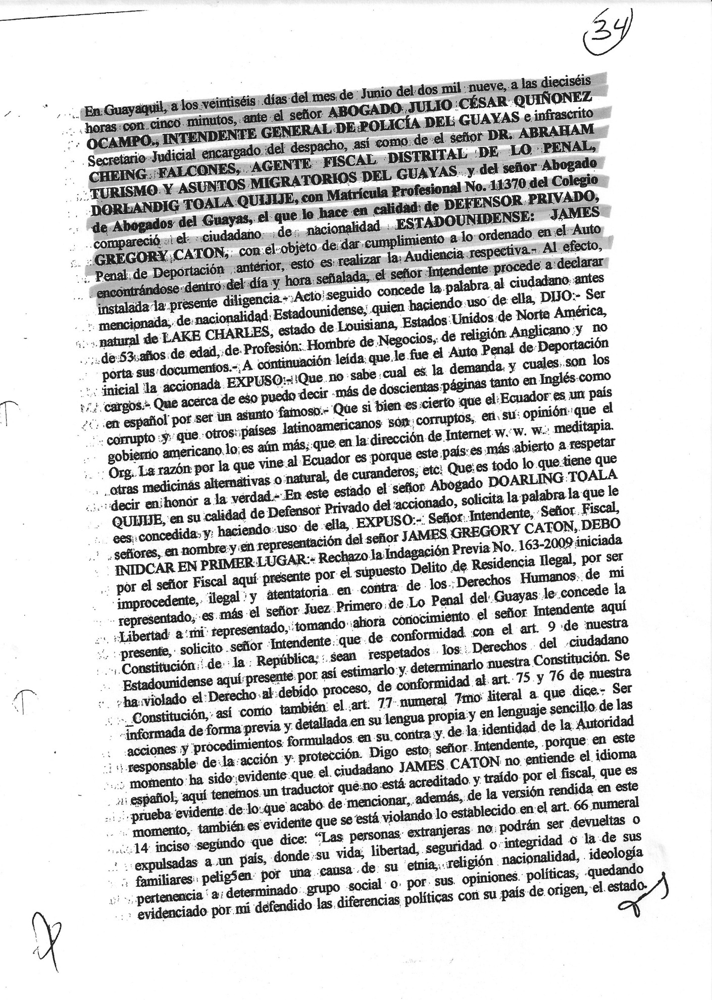 34
En Guayaquil, a los veintiséis días del mes de Junio del dos mil nueve, a las dieciséis
horas con cinco minutos, ante el señor ABOGADO JULIO CÉSAR QUIÑONEZ
OCAMPO., INTENDENTE GENERAL DE POLICÍA DEL GUAYAS e infrascrito
Secretario Judicial encargado del despacho, así como de el señor DR. ABRAHAM
CHEING FALCONES, AGENTE FISCAL DISTRITAL DE LO PENAL,
TURISMO Y ASUNTOS MIGRATORIOS DEL GUAYAS y del señor Abogado
DORLANDIG TOALA QUIJIJE, con Matrícula Profesional No. 11370 del Colegio
de Abogados del Guayas, el que lo hace en calidad de DEFENSOR PRIVADO,
compareció el ciudadano de nacionalidad ESTADOUNIDENSE: JAMES
GREGORY CATON, con el objeto de dar cumplimiento a lo ordenado en el Auto
Penal de Deportación anterior, esto es realizar la Audiencia respectiva.- Al efecto,
encontrándose dentro del día y hora señalada, el señor Intendente procede a declarar
instalada la presente diligencia.- Acto seguido concede la palabra al ciudadano antes
mencionada, de nacionalidad Estadounidense, quien haciendo uso de ella, DIJO:- Ser
natural de LAKE CHARLES, estado de Louisiana, Estados Unidos de Norte América,
de 53 años de edad, de Profesión: Hombre de Negocios, de religión Anglicano y no
porta sus documentos.- A continuación leída que le fue el Auto Penal de Deportación
inicial la accionada EXPUSO:- Que no sabe cual es la demanda y cuales son los
cargos.- Que acerca de eso puedo decir más de doscientas páginas tanto en Inglés como
en español por ser un asunto famoso.- Que si bien es cierto que el Ecuador es un país
corrupto y que otros países latinoamericanos son corruptos, en su opinión que el
gobierno americano lo es aún más, que en la dirección de Internet w. w. w. meditapia.
Org. La razón por la que vine al Ecuador es porque este país es más abierto a respetar
otras medicinas alternativas o natural, de curanderos, etc. Que es todo lo que tiene que
decir en honor a la verdad.- En este estado el señor Abogado DOARLING TOALA
QUIJIJE, en su calidad de Defensor Privado del accionado, solicita la palabra la que le
ees concedida y haciendo uso de ella, EXPUSO:- Señor Intendente, Señor Fiscal,
señores, en nombre y en representación del señor JAMES GREGORY CATON, DEBO
INIDCAR EN PRIMER LUGAR:- Rechazo la Indagación Previa No. 163-2009 iniciada
por el señor Fiscal aquí presente por el supuesto Delito de Residencia Ilegal, por ser
improcedente, ilegal y atentatoria en contra de los Derechos Humanos de mi
representado, es más el señor Juez Primero de Lo Penal del Guayas le concede la
Libertad a mi representado, tomando ahora conocimiento el señor Intendente aquí
presente, solicito señor Intendente que de conformidad con el art. 9 de nuestra
Constitución de la República, sean respetados los Derechos del ciudadano
Estadounidense aquí presente por así estimarlo y determinarlo nuestra Constitución. Se
ha violado el Derecho al debido proceso, de conformidad al art. 75 y 76 de nuestra
Constitución, así como también el art. 77 numeral 7mo literal a que dice.- Ser
informada de forma previa y detallada en su lengua propia y en lenguaje sencillo de las
acciones y procedimientos formulados en su contra y de la identidad de la Autoridad
responsable de la acción y protección. Digo esto señor Intendente, porque en este
momento ha sido evidente que el ciudadano JAMES CATON no entiende el idioma
español, aquí tenemos un traductor que no está acreditado y traído por el fiscal, que es
prueba evidente de lo que acabo de mencionar, además, de la versión rendida en este
momento, también es evidente que se está violando lo establecido en el art. 66 numeral
14 inciso segundo que dice: “Las personas extranjeras no podrán ser devueltas o
expulsadas a un país, donde su vida, libertad, seguridad o integridad o la de sus
familiares pelig5en por una causa de su etnia, religión nacionalidad, ideología
pertenencia a determinado grupo social o por sus opiniones políticas, quedando
evidenciado por mi defendido las diferencias políticas con su país de origen, el estado